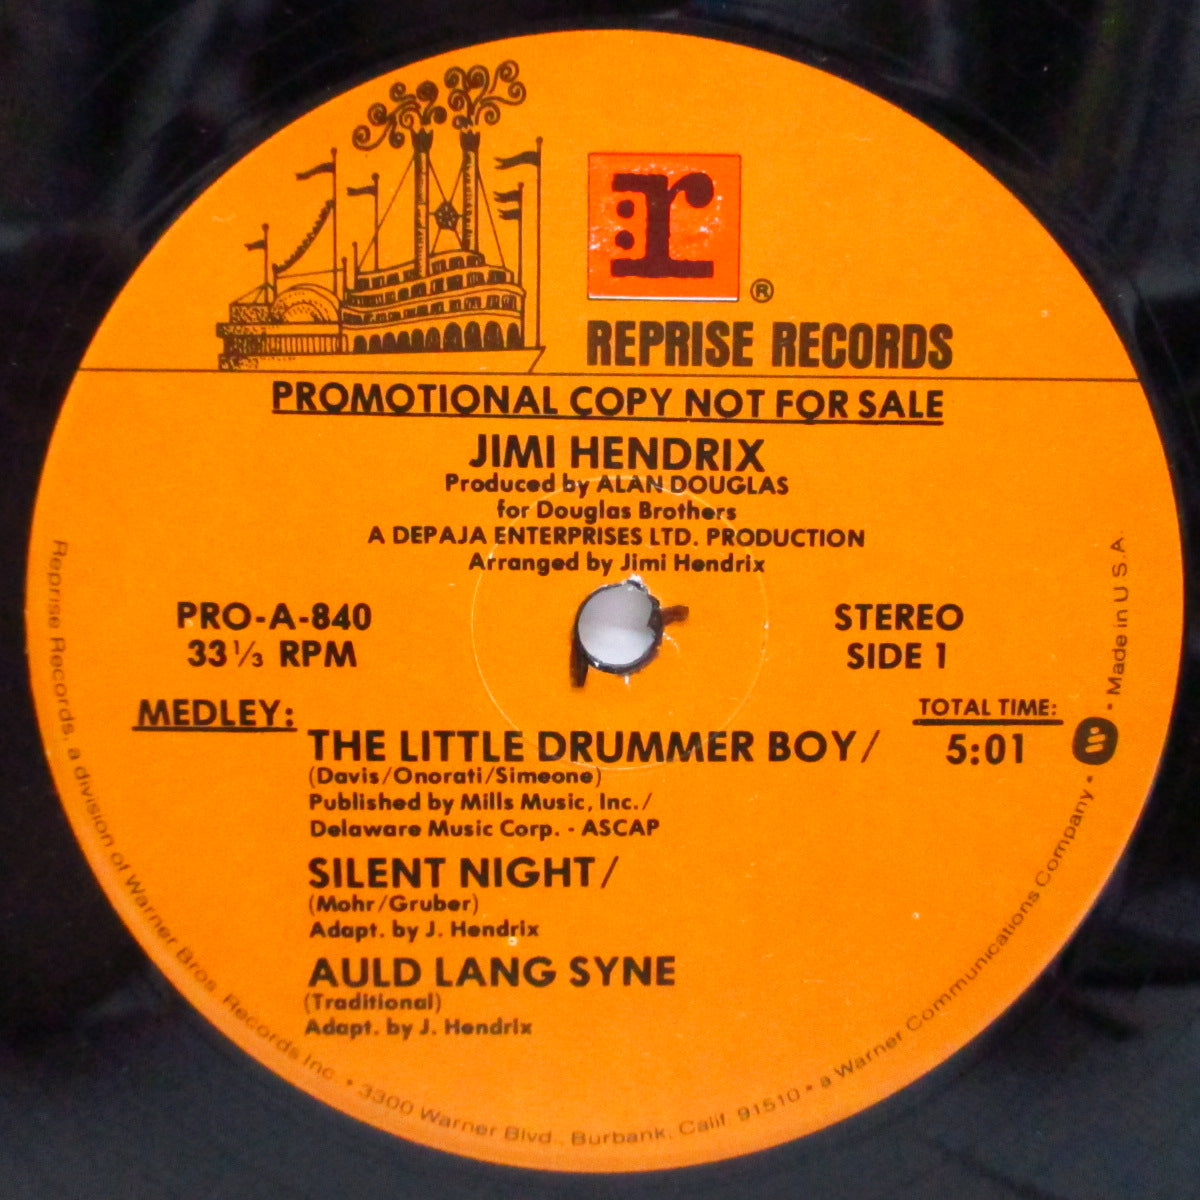 :r
®
REPRISE RECORDS
PROMOTIONAL COPY NOT FOR SALE
JIMI HENDRIX
Produced by ALAN DOUGLAS
for Douglas Brothers
A DEPAJA ENTERPRISES LTD. PRODUCTION
Arranged by Jimi Hendrix
PRO-A-840
33 1/3 RPM
STEREO
SIDE 1
MEDLEY:
TOTAL TIME:
5:01
THE LITTLE DRUMMER BOY/
(Davis/Onorati/Simeone)
Published by Mills Music, Inc./
Delaware Music Corp. - ASCAP
SILENT NIGHT/
(Mohr/Gruber)
Adapt. by J. Hendrix
AULD LANG SYNE
(Traditional)
Adapt. by J. Hendrix
Reprise Records, a division of Warner Bros. Records Inc. • 3300 Warner Blvd., Burbank, Calif. 91510 • a Warner Communications Company • W • Made in U.S.A.